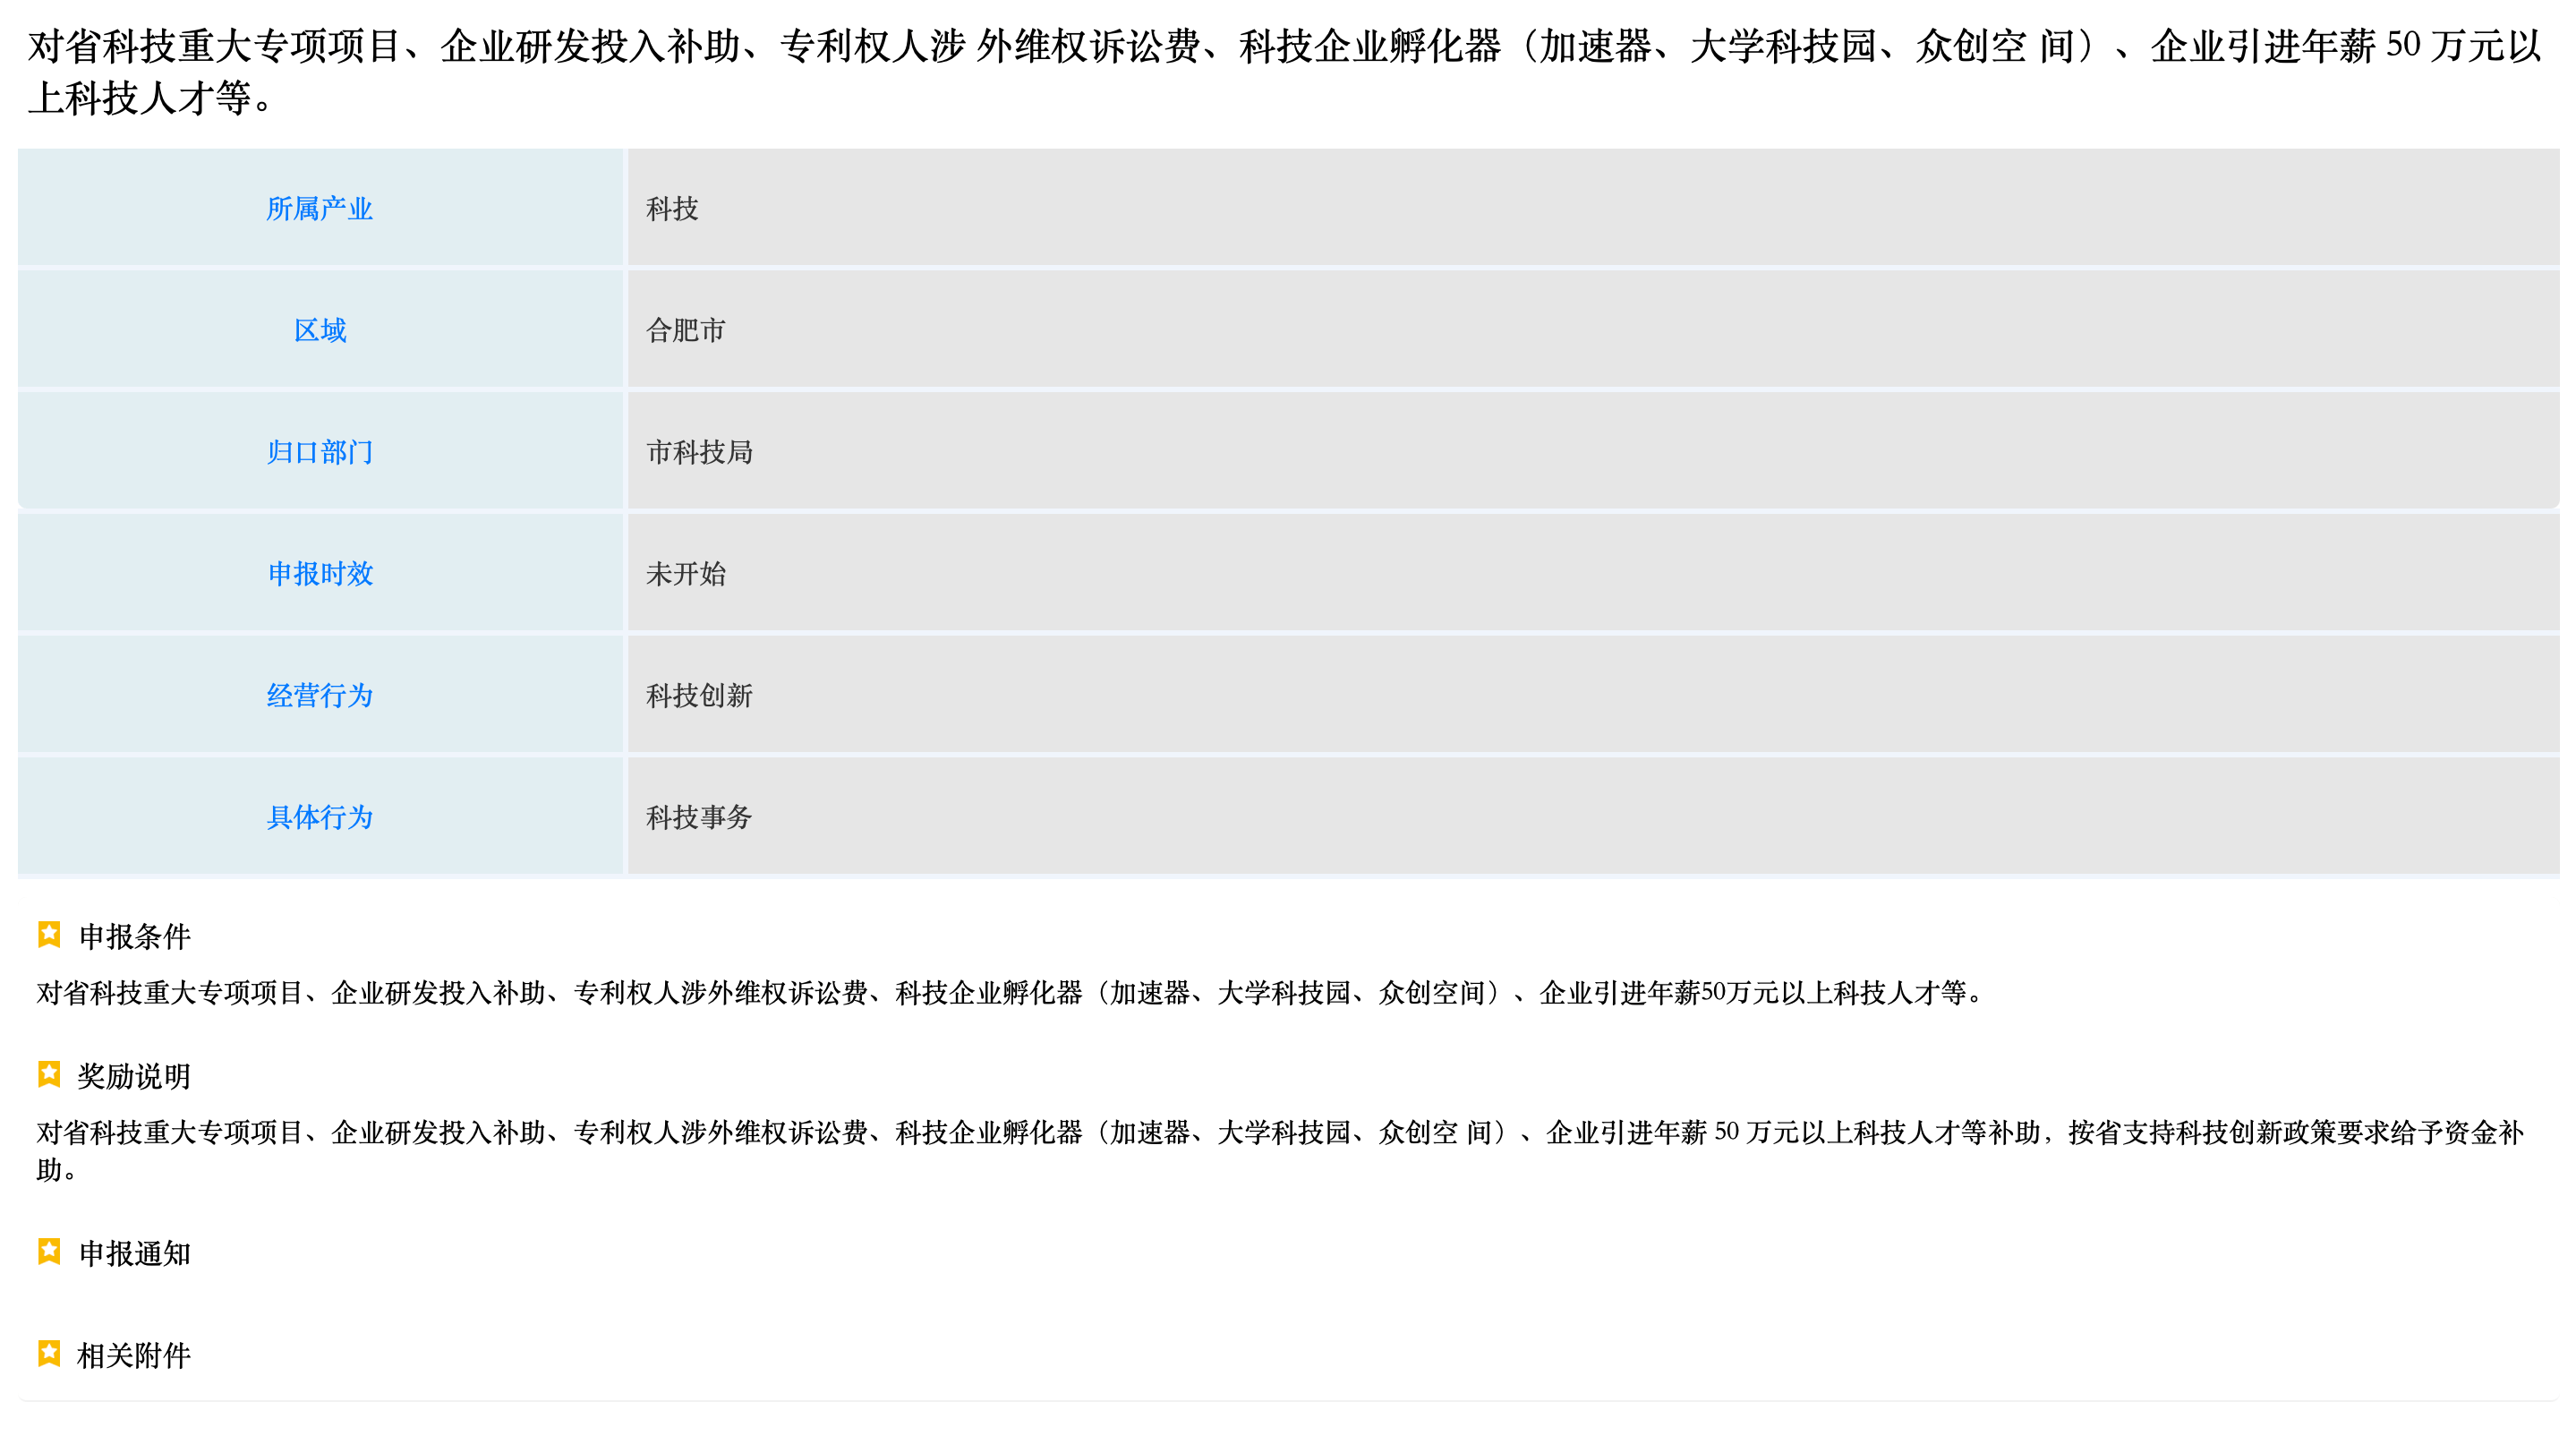 对省科技重大专项项目、企业研发投入补助、专利权人涉 外维权诉讼费、科技企业孵化器（加速器、大学科技园、众创空 间）、企业引进年薪 50 万元以
上科技人才等。
所属产业 科技
区域 合肥市
归口部门 市科技局
申报时效 未开始
经营行为 科技创新
具体行为 科技事务
申报条件
对省科技重大专项项目、企业研发投入补助、专利权人涉外维权诉讼费、科技企业孵化器（加速器、大学科技园、众创空间）、企业引进年薪50万元以上科技人才等。
奖励说明
对省科技重大专项项目、企业研发投入补助、专利权人涉外维权诉讼费、科技企业孵化器（加速器、大学科技园、众创空 间）、企业引进年薪 50 万元以上科技人才等补助，按省支持科技创新政策要求给予资金补
助。
申报通知
相关附件